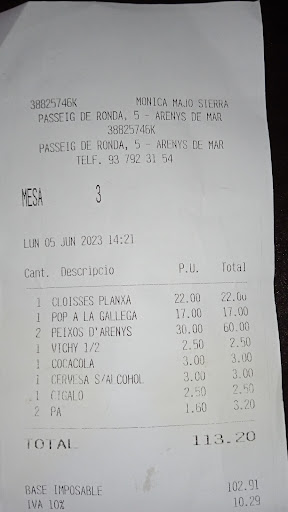 38825746K MONICA MAJO SIERRA
PASSEIG DE RONDA, 5 - ARENYS DE MAR
38825746K
PASSEIG DE RONDA, 5 - ARENYS DE MAR
TELF. 93 792 31 54
MESA 3
LUN 05 JUN 2023 14:21
Cant. Descripcio P.U. Total
1 CLOISSES PLANXA 22.00 22.00
1 POP A LA GALLEGA 17.00 17.00
2 PEIXOS D'ARENYS 30.00 60.00
1 VICHY 1/2 2.50 2.50
1 COCACOLA 3.00 3.00
1 CERVESA S/ALCOHOL 3.00 3.00
1 CIGALO 2.50 2.50
2 PA 1.60 3.20
TOTAL 113.20
BASE IMPOSABLE 102.91
IVA 10% 10.29